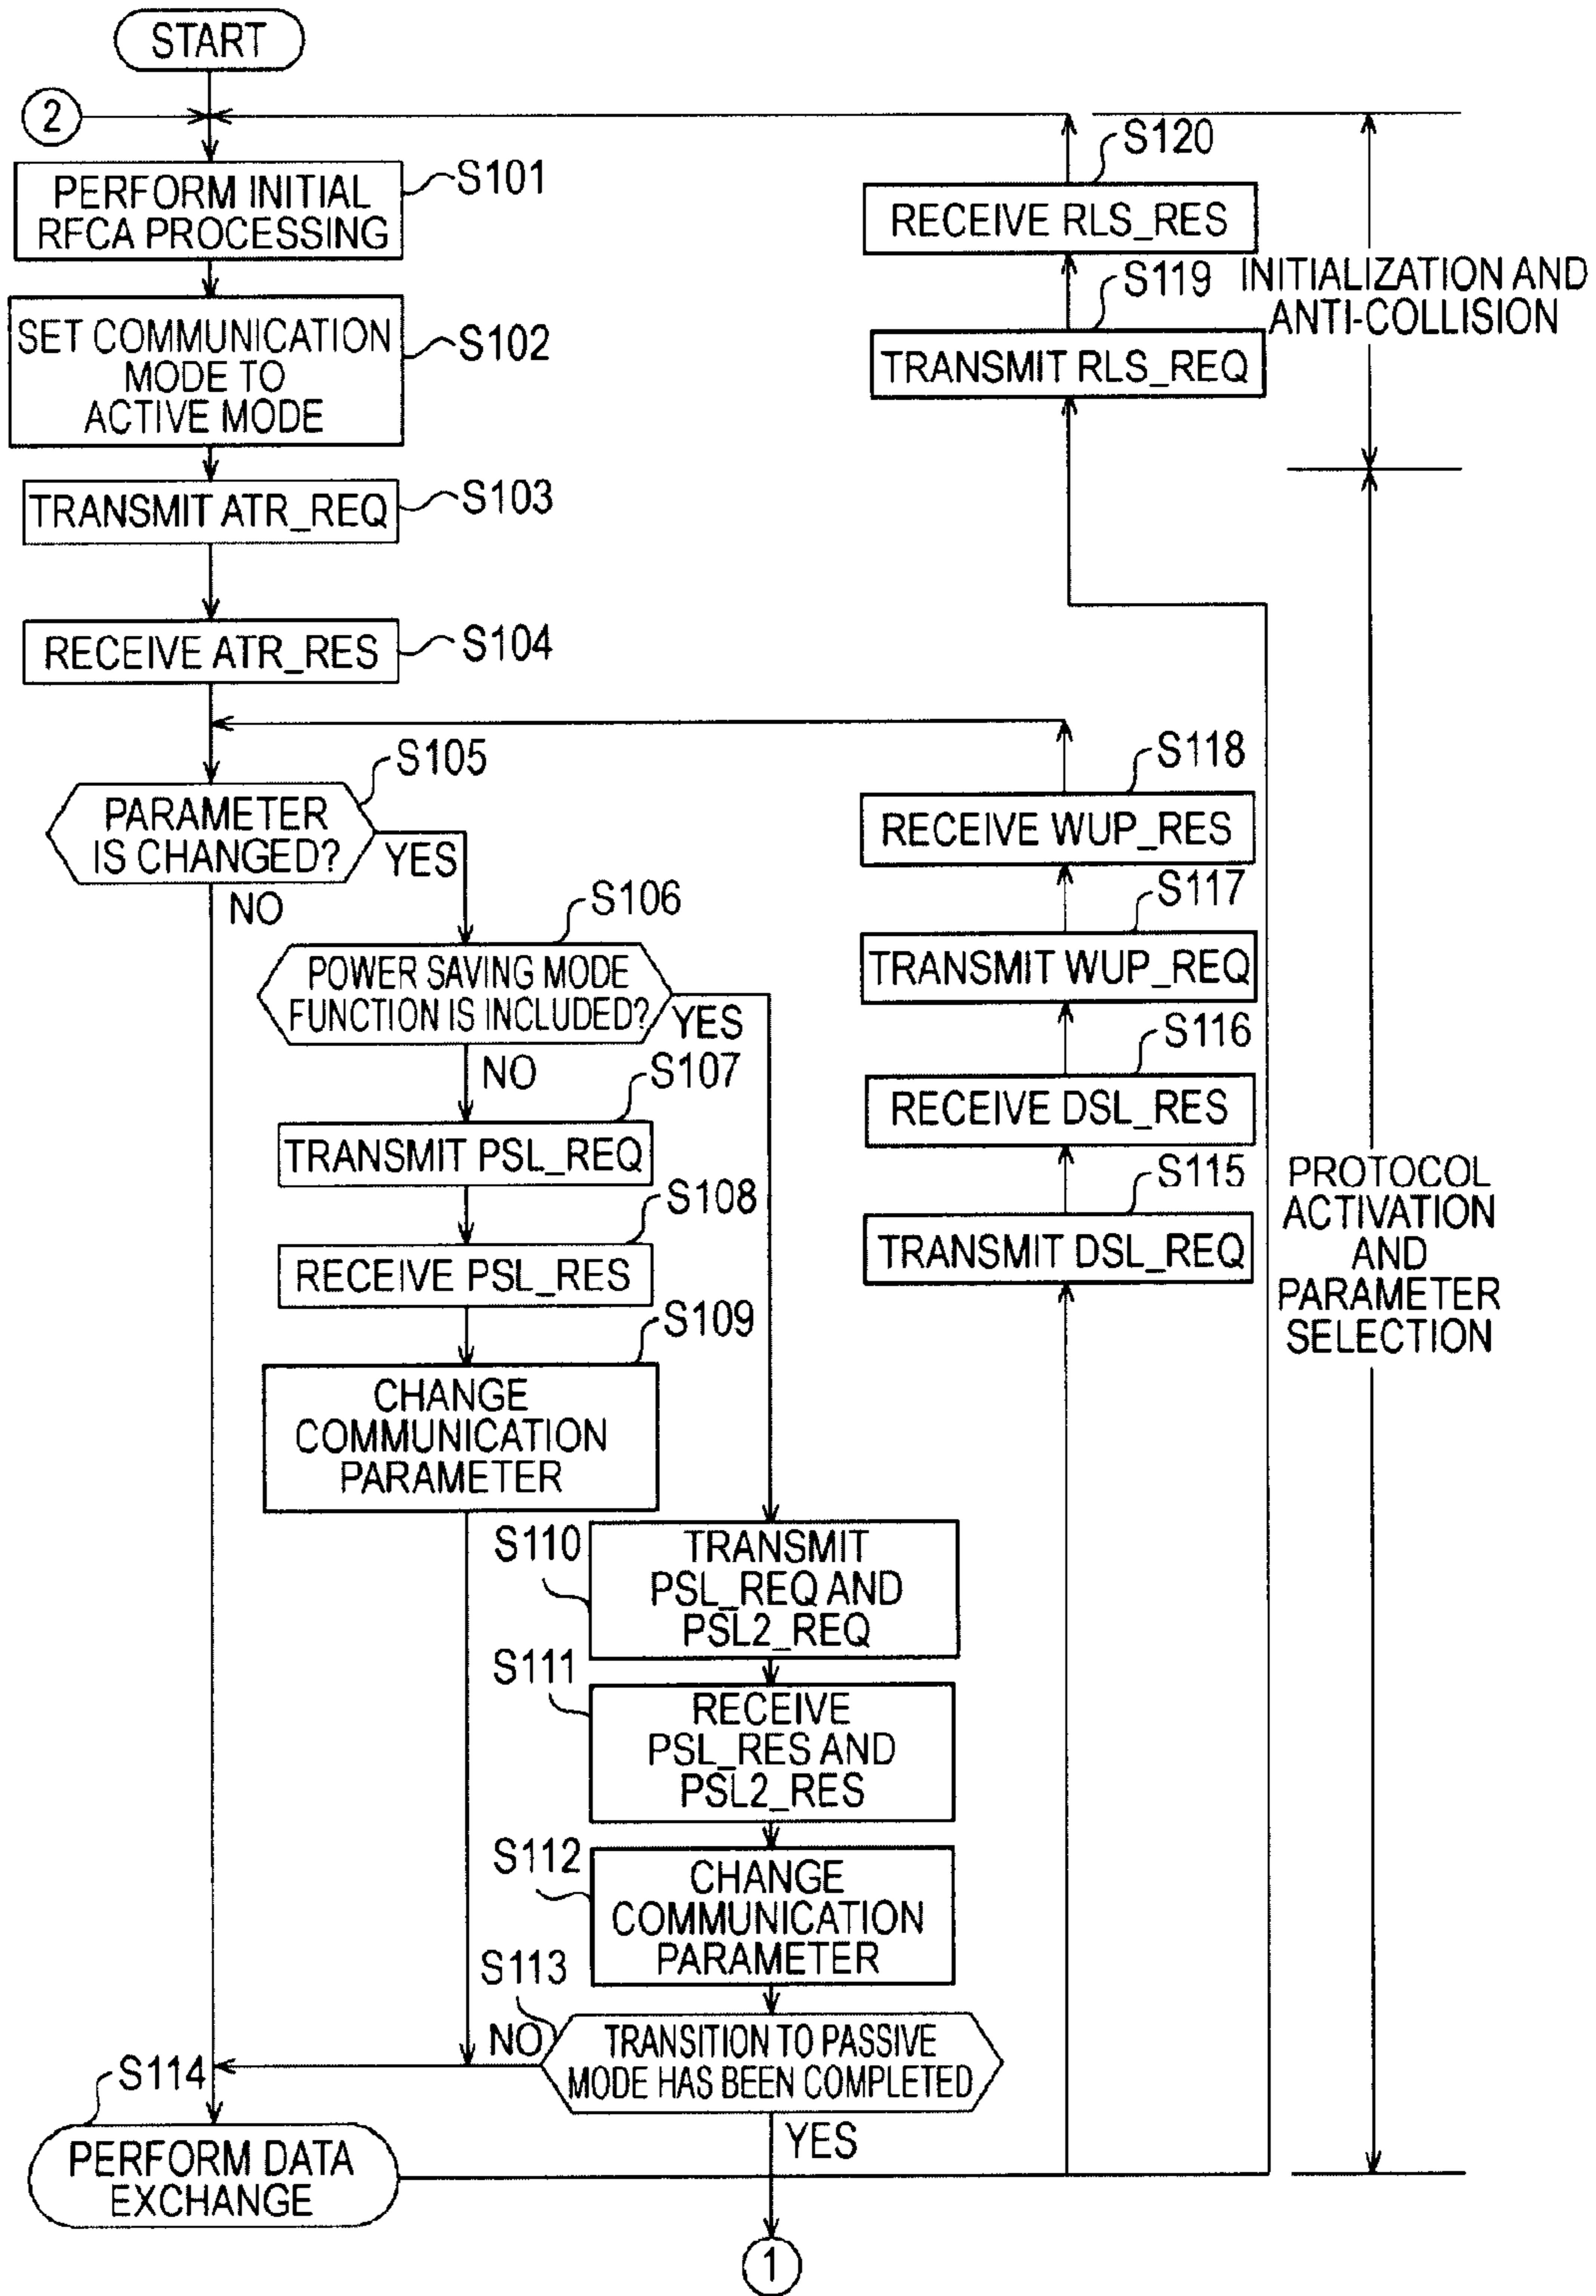 START
2
PERFORM INITIAL
RFCA PROCESSING
S101
SET COMMUNICATION
MODE TO
ACTIVE MODE
S102
TRANSMIT ATR_REQ
S103
RECEIVE ATR_RES
S104
PARAMETER
IS CHANGED?
S105
YES
NO
POWER SAVING MODE
FUNCTION IS INCLUDED?
S106
YES
NO
TRANSMIT PSL_REQ
S107
RECEIVE PSL_RES
S108
CHANGE
COMMUNICATION
PARAMETER
S109
S110
TRANSMIT
PSL_REQ AND
PSL2_REQ
S111
RECEIVE
PSL_RES AND
PSL2_RES
S112
CHANGE
COMMUNICATION
PARAMETER
S113
TRANSITION TO PASSIVE
MODE HAS BEEN COMPLETED
NO
YES
1
S114
PERFORM DATA
EXCHANGE
S120
RECEIVE RLS_RES
S119
TRANSMIT RLS_REQ
S118
RECEIVE WUP_RES
S117
TRANSMIT WUP_REQ
S116
RECEIVE DSL_RES
S115
TRANSMIT DSL_REQ
INITIALIZATION AND
ANTI-COLLISION
PROTOCOL
ACTIVATION
AND
PARAMETER
SELECTION